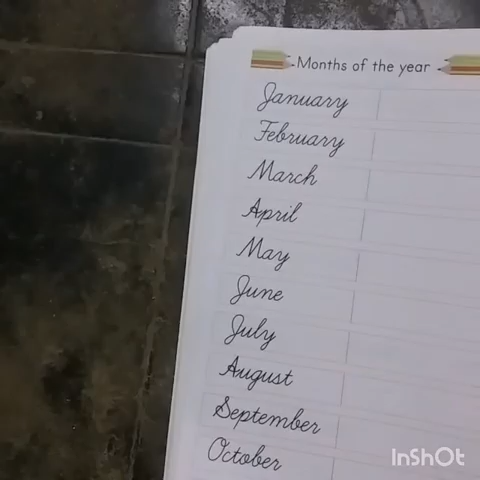 Months of the year
January
February
March
April
May
June
July
August
September
October
InShOt